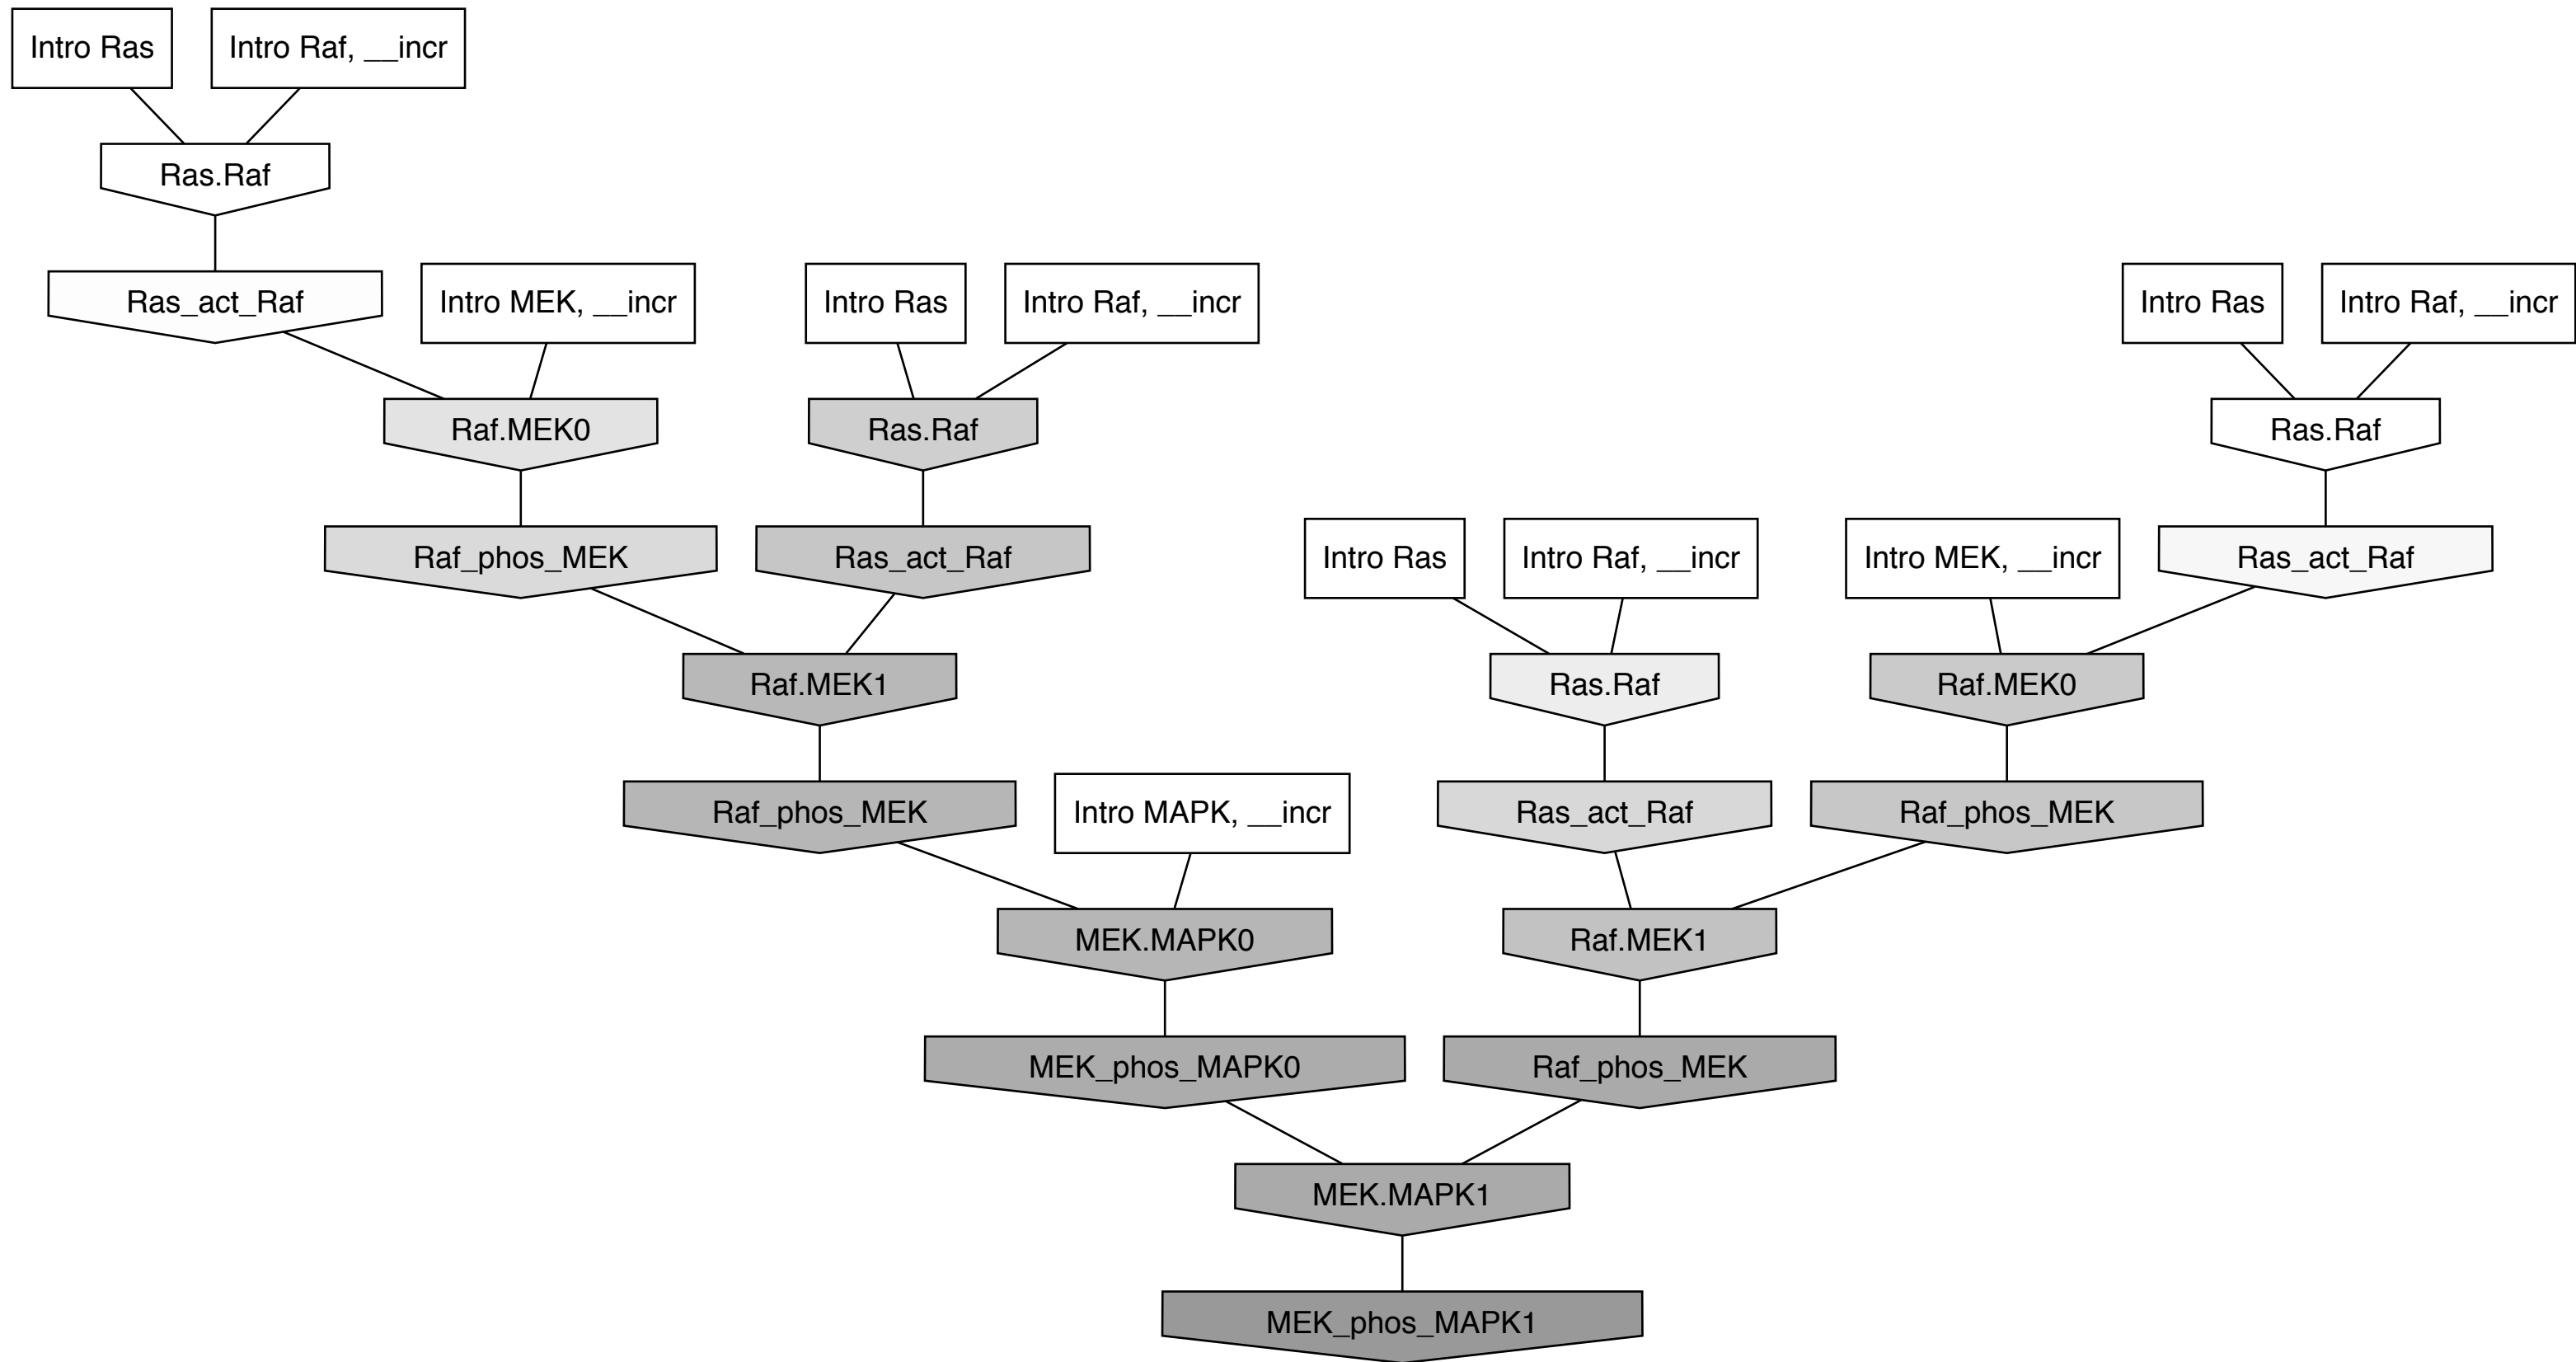 Intro Ras
Intro Raf, __incr
Ras.Raf
Ras_act_Raf
Intro MEK, __incr
Intro Ras
Intro Raf, __incr
Intro Ras
Intro Raf, __incr
Raf.MEK0
Ras.Raf
Ras.Raf
Raf_phos_MEK
Ras_act_Raf
Intro Ras
Intro Raf, __incr
Intro MEK, __incr
Ras_act_Raf
Raf.MEK1
Ras.Raf
Raf.MEK0
Raf_phos_MEK
Intro MAPK, __incr
Ras_act_Raf
Raf_phos_MEK
MEK.MAPK0
Raf.MEK1
MEK_phos_MAPK0
Raf_phos_MEK
MEK.MAPK1
MEK_phos_MAPK1